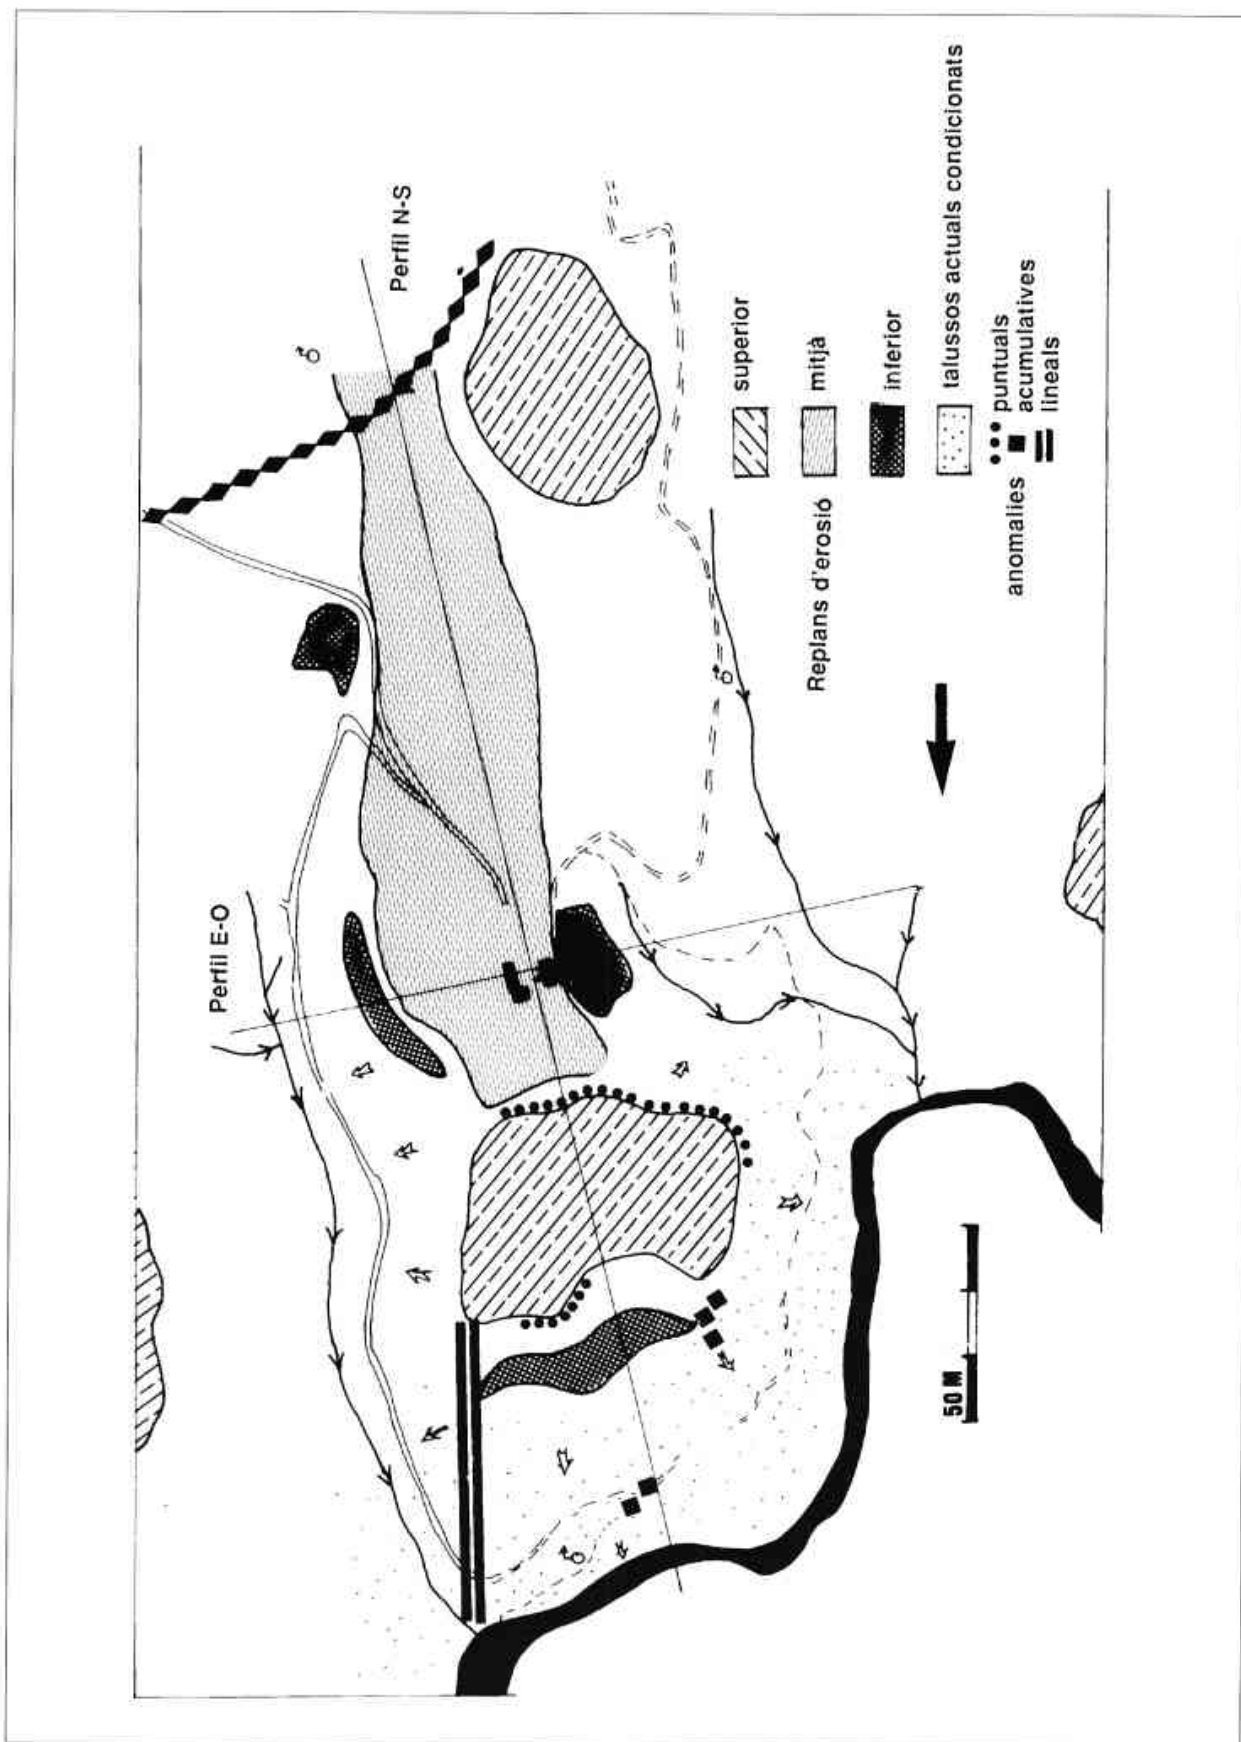 Perfil E-O
Perfil N-S
Replans d'erosió
superior
mitjà
inferior
talussos actuals condicionats
anomalies
puntuals
acumulatives
lineals
50 M